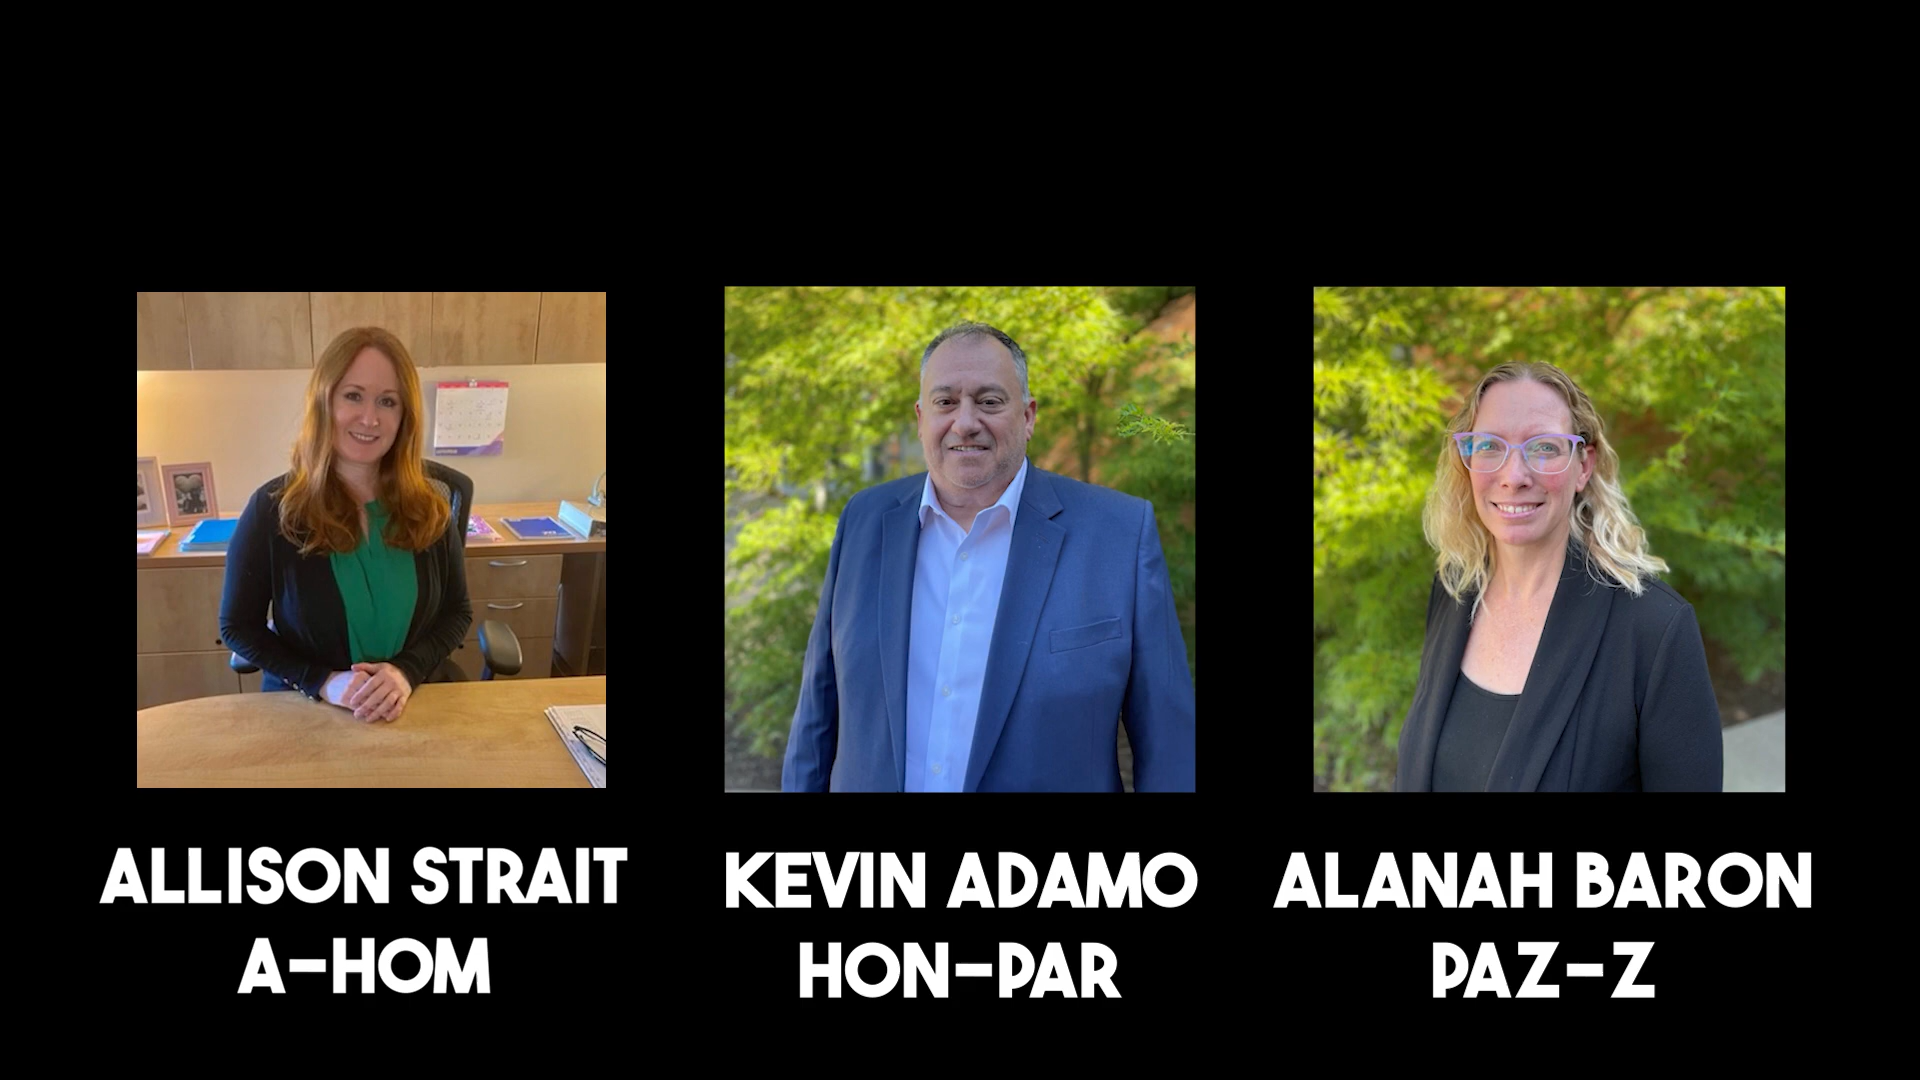 ALLISON STRAIT
A-HOM
KEVIN ADAMO
HON-PAR
ALANAH BARON
PAZ-Z